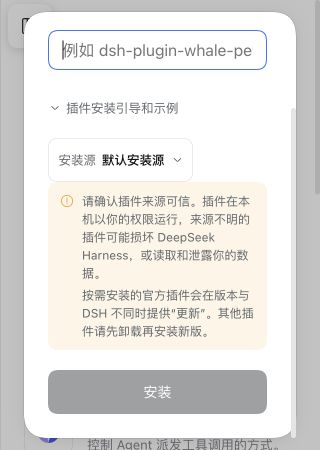 例如 dsh-plugin-whale-pe
插件安装引导和示例
安装源 默认安装源
请确认插件来源可信。插件在本
机以你的权限运行，来源不明的
插件可能损坏 DeepSeek
Harness，或读取和泄露你的数
据。
按需安装的官方插件会在版本与
DSH 不同时提供“更新”。其他插
件请先卸载再安装新版。
安装
控制 Agent 派发工具调用的方式。